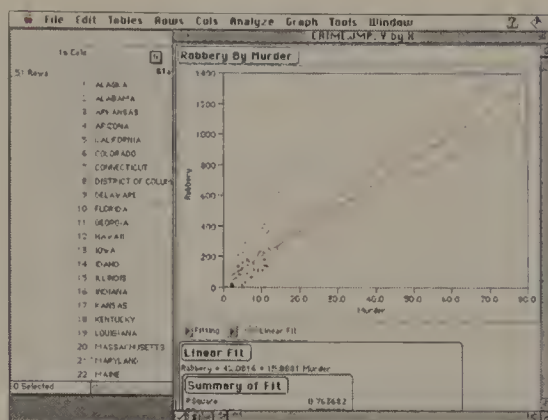 File Edit Tables Rows Cols Analyze Graph Tools Window
CRIME.JMP: Y by X
51 Rows
1 ALASKA
2 ALABAMA
3 ARKANSAS
4 ARIZONA
5 CALIFORNIA
6 COLORADO
7 CONNECTICUT
8 DISTRICT OF COLUM
9 DELAWARE
10 FLORIDA
11 GEORGIA
12 HAWAII
13 IOWA
14 IDAHO
15 ILLINOIS
16 INDIANA
17 KANSAS
18 KENTUCKY
19 LOUISIANA
20 MASSACHUSETTS
21 MARYLAND
22 MAINE
0 Selected
Robbery By Murder
1400
1200
1000
800
600
400
200
0
Robbery
.0 10.0 20.0 30.0 40.0 50.0 60.0 70.0 80.0
Murder
Fitting Linear Fit
Linear Fit
Robbery = Murder
Summary of Fit
RSquare